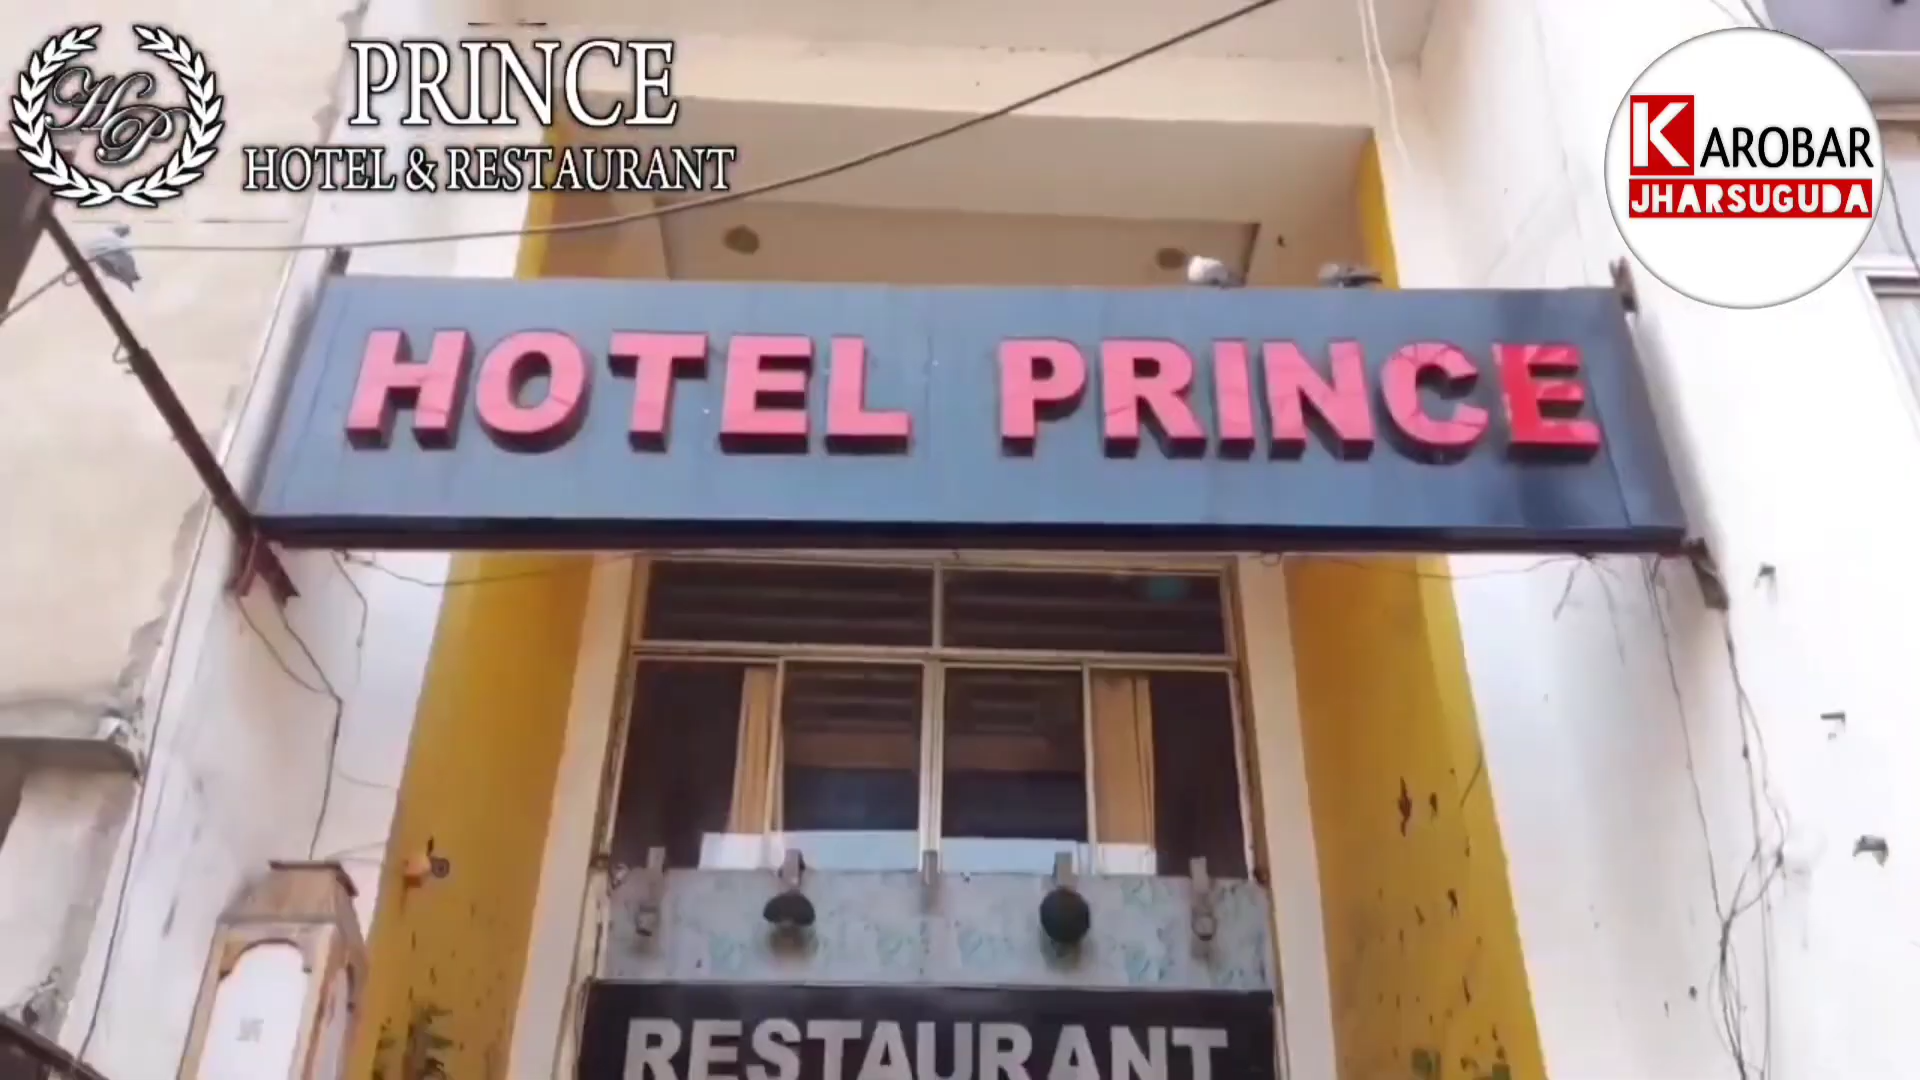 HP
PRINCE
HOTEL & RESTAURANT
KAROBAR
JHARSUGUDA
HOTEL PRINCE
RESTAURANT